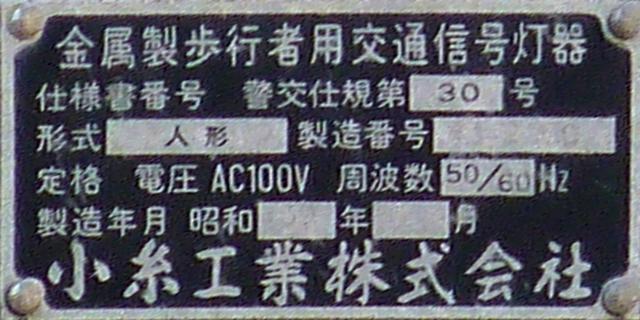 金属製歩行者用交通信号灯器
仕様書番号 警交仕規第 30 号
形式 人形 製造番号
定格 電圧 AC100V 周波数 50/60 Hz
製造年月 昭和 年 月
小糸工業株式会社